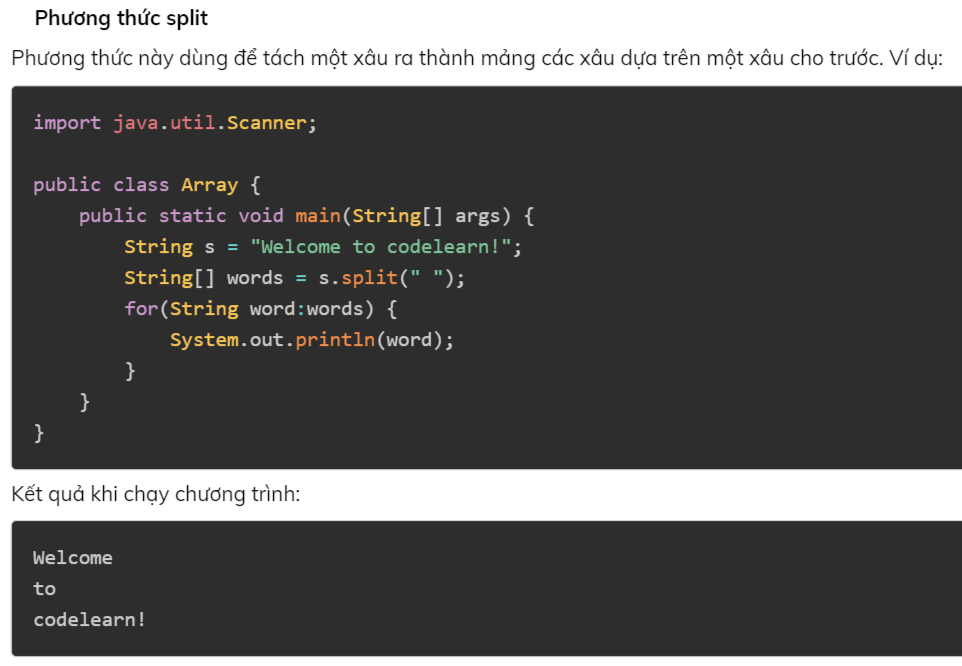 Phương thức split
Phương thức này dùng để tách một xâu ra thành mảng các xâu dựa trên một xâu cho trước. Ví dụ:
import java.util.Scanner;
public class Array {
    public static void main(String[] args) {
        String s = "Welcome to codelearn!";
        String[] words = s.split(" ");
        for(String word:words) {
            System.out.println(word);
        }
    }
}
Kết quả khi chạy chương trình:
Welcome
to
codelearn!